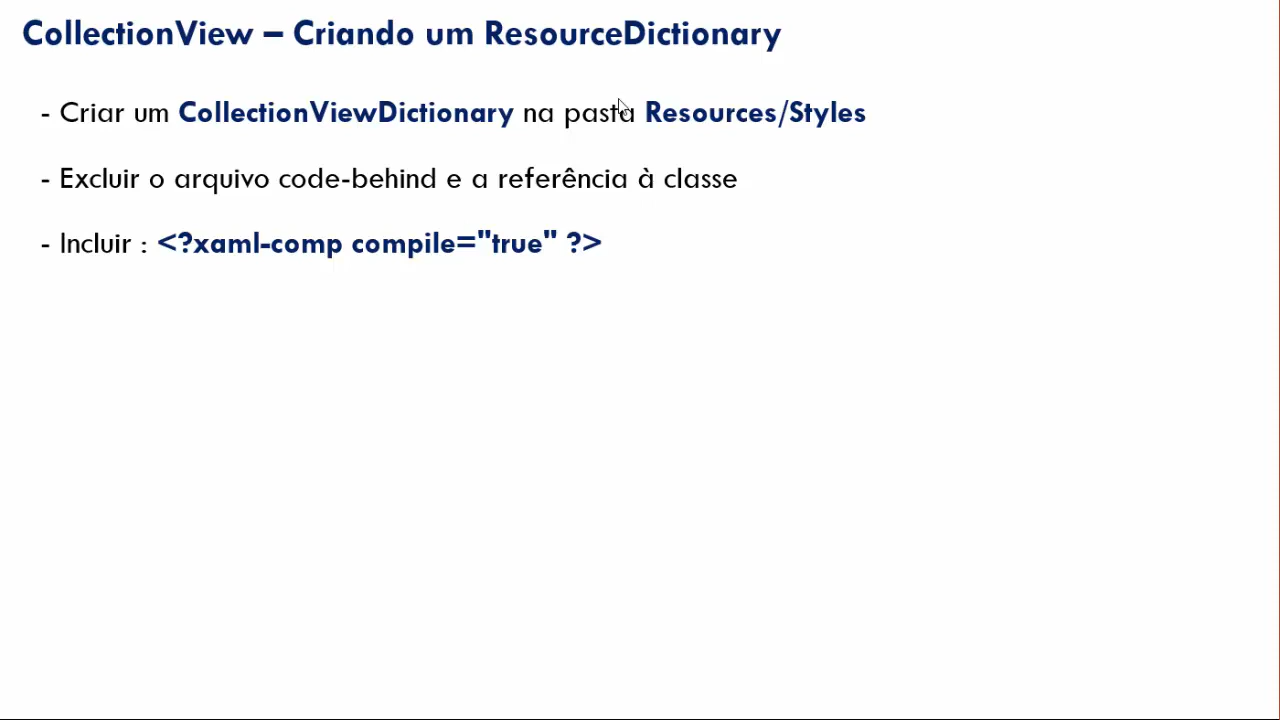 CollectionView – Criando um ResourceDictionary
- Criar um CollectionViewDictionary na pasta Resources/Styles
- Excluir o arquivo code-behind e a referência à classe
- Incluir : <?xaml-comp compile="true" ?>